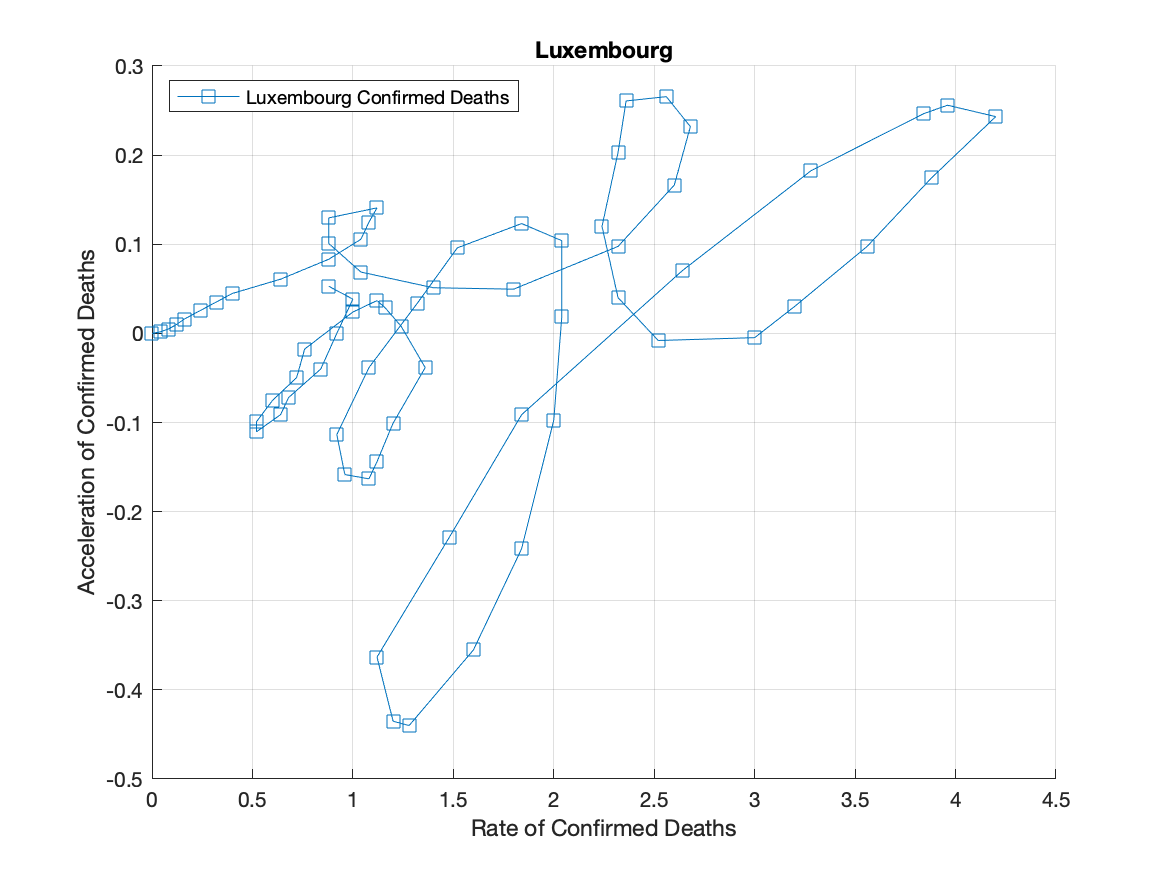 Luxembourg
Luxembourg Confirmed Deaths
0.3
0.2
0.1
0
-0.1
-0.2
-0.3
-0.4
-0.5
Acceleration of Confirmed Deaths
0 0.5 1 1.5 2 2.5 3 3.5 4 4.5
Rate of Confirmed Deaths